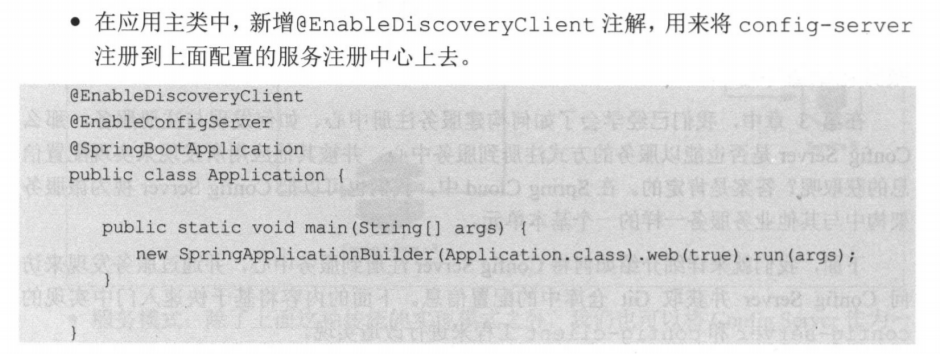 • 在应用主类中，新增@EnableDiscoveryClient 注解，用来将 config-server
注册到上面配置的服务注册中心上去。
@EnableDiscoveryClient
@EnableConfigServer
@SpringBootApplication
public class Application {
public static void main(String[] args) {
new SpringApplicationBuilder(Application.class).web(true).run(args);
}
}